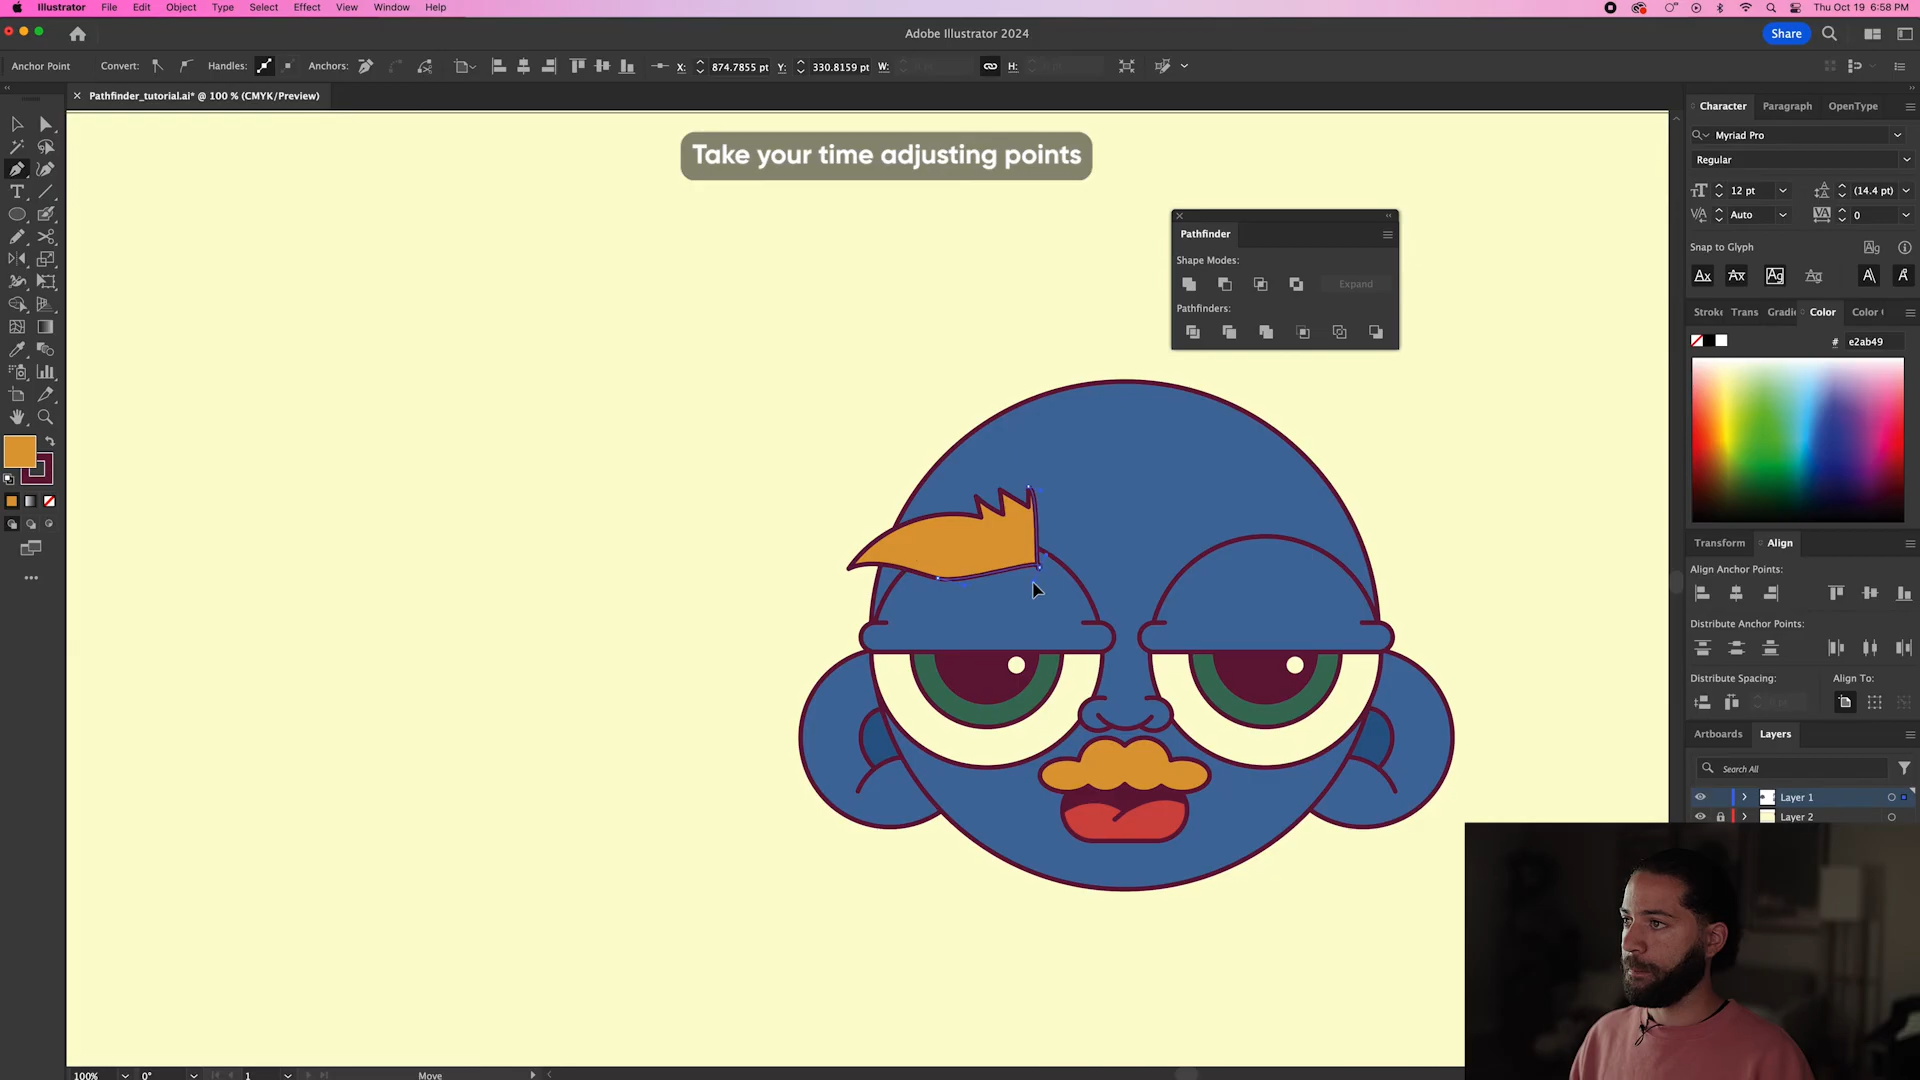 Illustrator File Edit Object Type Select Effect View Window Help Thu Oct 19 6:58 PM
Adobe Illustrator 2024 Share
Anchor Point Convert: Handles: Anchors: X: 874.7855 pt Y: 330.8159 pt W: H:
Pathfinder_tutorial.ai* @ 100 % (CMYK/Preview)
Take your time adjusting points
Pathfinder
Shape Modes:
Expand
Pathfinders:
Character Paragraph OpenType
Myriad Pro
Regular
12 pt (14.4 pt)
Auto 0
Snap to Glyph
Stroke Trans Gradie Color Color
# e2ab49
Transform Align
Align Anchor Points:
Distribute Anchor Points:
Distribute Spacing: Align To:
Artboards Layers
Search All
Layer 1
Layer 2
100% 0° 1 Move